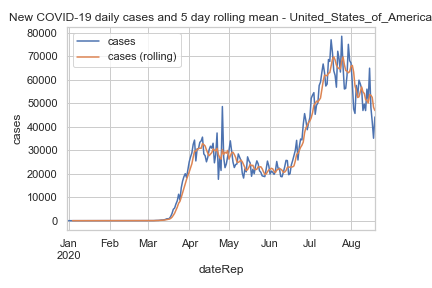 New COVID-19 daily cases and 5 day rolling mean - United_States_of_America
cases
cases (rolling)
80000
70000
60000
50000
40000
30000
20000
10000
0
cases
Jan Feb Mar Apr May Jun Jul Aug
2020
dateRep